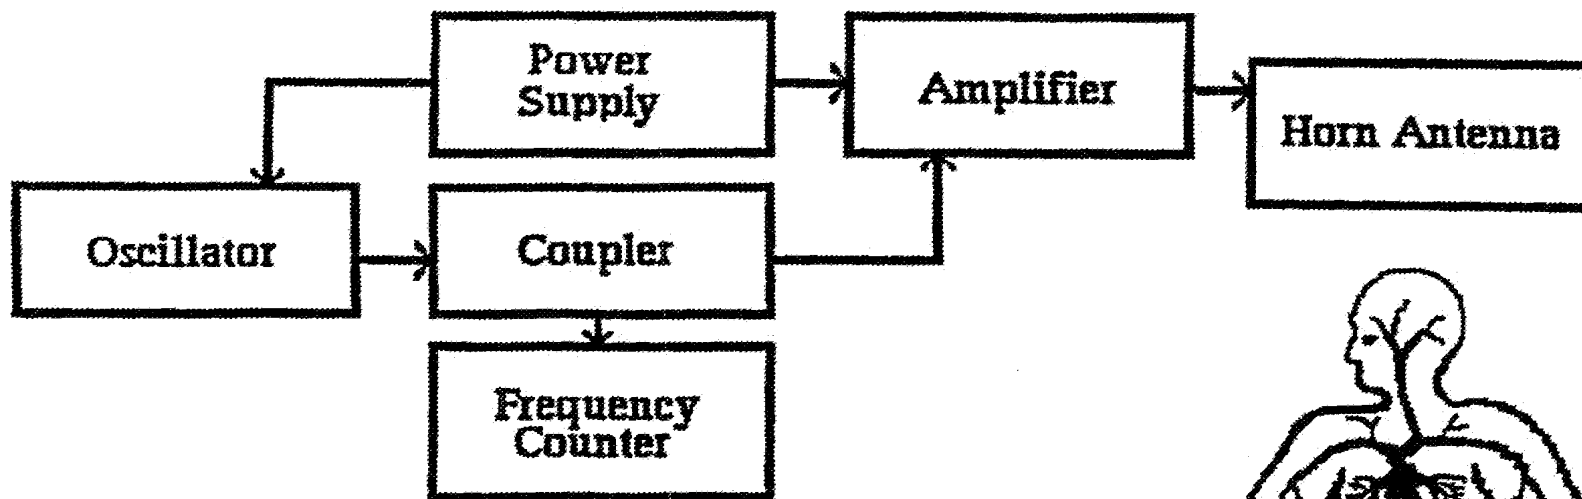 Power
Supply
Amplifier
Horn Antenna
Oscillator
Coupler
Frequency
Counter